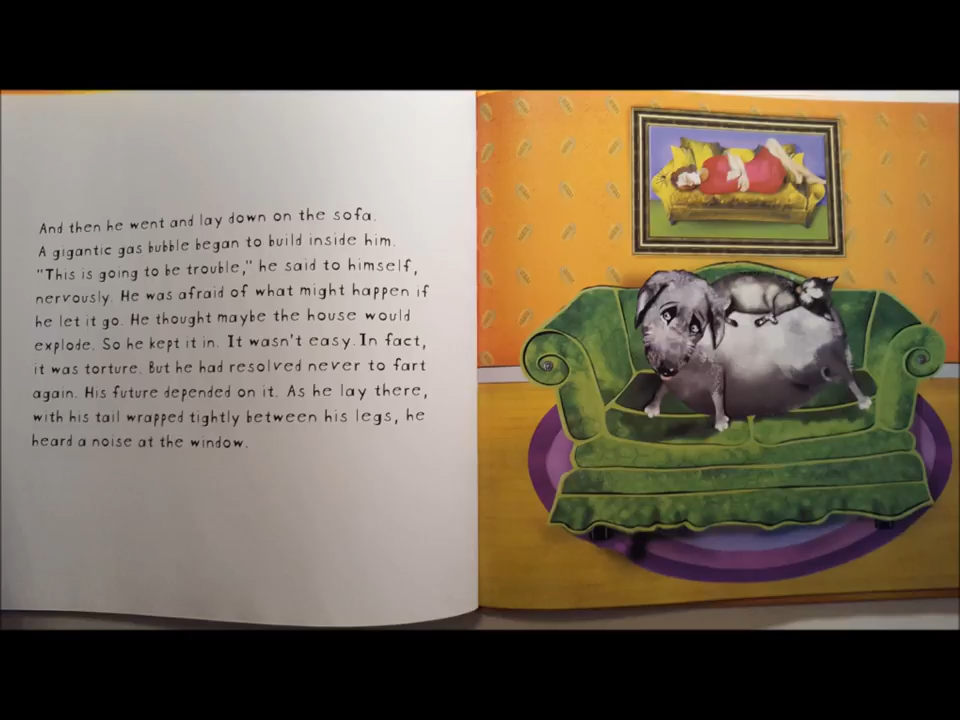 And then he went and lay down on the sofa.
A gigantic gas bubble began to build inside him.
"This is going to be trouble," he said to himself,
nervously. He was afraid of what might happen if
he let it go. He thought maybe the house would
explode. So he kept it in. It wasn't easy. In fact,
it was torture. But he had resolved never to fart
again. His future depended on it. As he lay there,
with his tail wrapped tightly between his legs, he
heard a noise at the window.